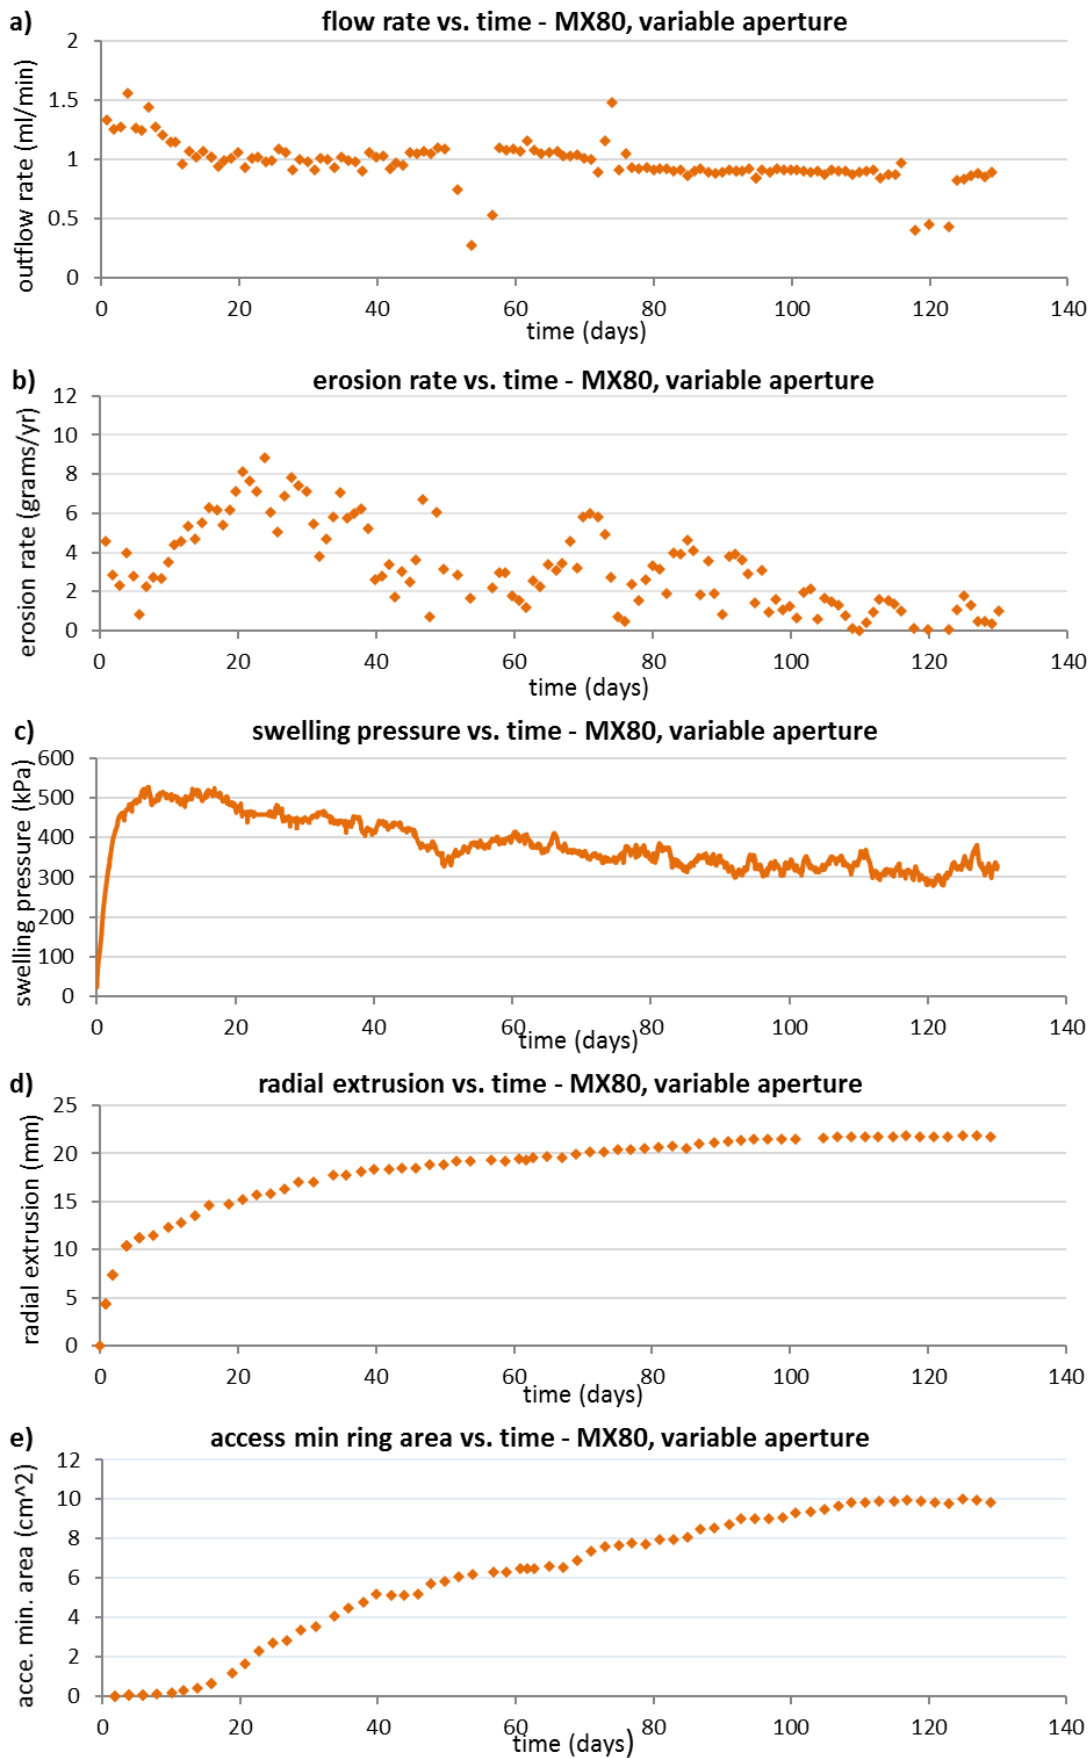 a) flow rate vs. time - MX80, variable aperture
outflow rate (ml/min)
2
1.5
1
0.5
0
0 20 40 60 80 100 120 140
time (days)
b) erosion rate vs. time - MX80, variable aperture
erosion rate (grams/yr)
12
10
8
6
4
2
0
0 20 40 60 80 100 120 140
time (days)
c) swelling pressure vs. time - MX80, variable aperture
swelling pressure (kPa)
600
500
400
300
200
100
0
0 20 40 60 80 100 120 140
time (days)
d) radial extrusion vs. time - MX80, variable aperture
radial extrusion (mm)
25
20
15
10
5
0
0 20 40 60 80 100 120 140
time (days)
e) access min ring area vs. time - MX80, variable aperture
acce. min. area (cm^2)
12
10
8
6
4
2
0
0 20 40 60 80 100 120 140
time (days)